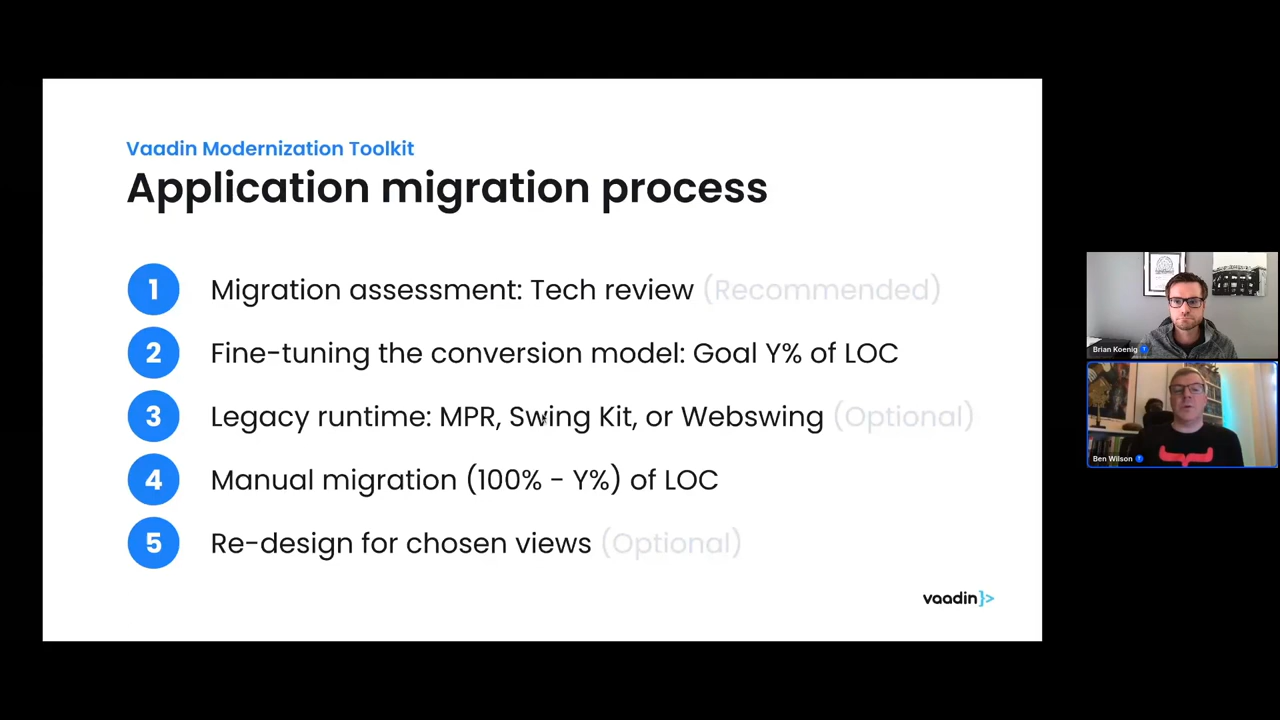 Vaadin Modernization Toolkit
Application migration process
1 Migration assessment: Tech review (Recommended)
2 Fine-tuning the conversion model: Goal Y% of LOC
3 Legacy runtime: MPR, Swing Kit, or Webswing (Optional)
4 Manual migration (100% - Y%) of LOC
5 Re-design for chosen views (Optional)
vaadin}>
Brian Koenig
Ben Wilson